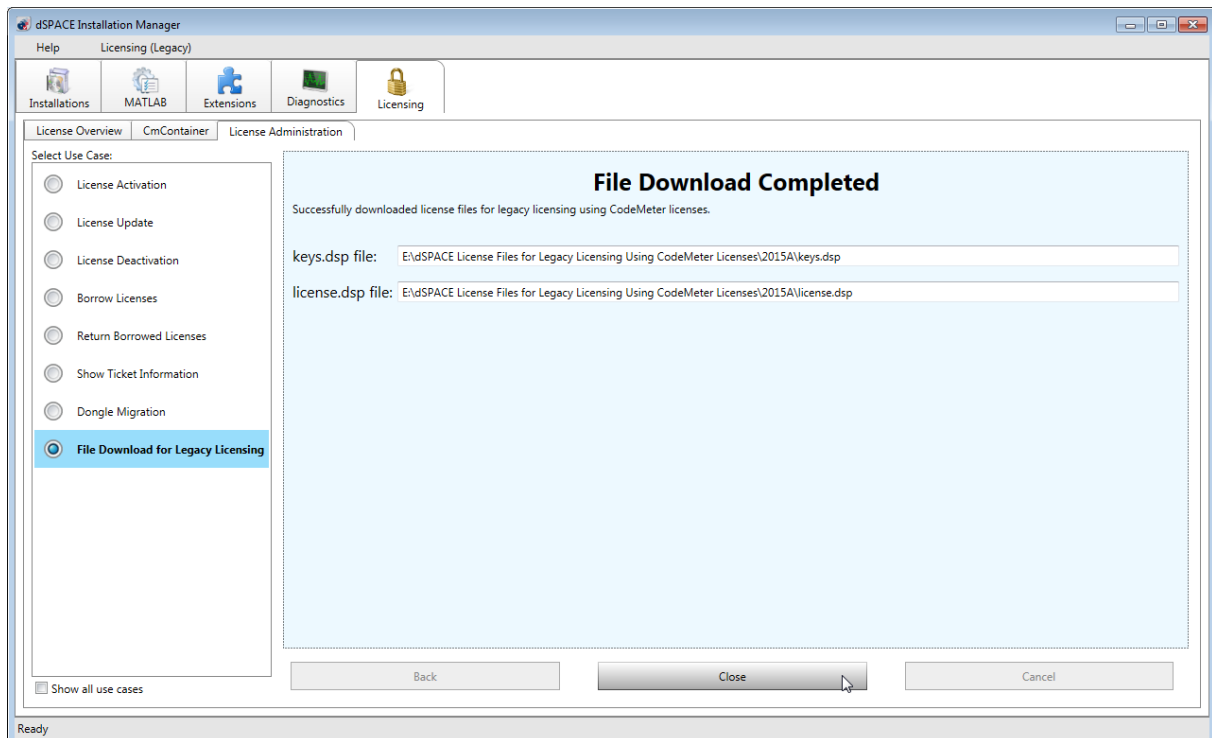 dSPACE Installation Manager
Help Licensing (Legacy)
Installations MATLAB Extensions Diagnostics Licensing
License Overview CmContainer License Administration
Select Use Case:
License Activation
License Update
License Deactivation
Borrow Licenses
Return Borrowed Licenses
Show Ticket Information
Dongle Migration
File Download for Legacy Licensing
Show all use cases
File Download Completed
Successfully downloaded license files for legacy licensing using CodeMeter licenses.
keys.dsp file: E:\dSPACE License Files for Legacy Licensing Using CodeMeter Licenses\2015A\keys.dsp
license.dsp file: E:\dSPACE License Files for Legacy Licensing Using CodeMeter Licenses\2015A\license.dsp
Back Close Cancel
Ready